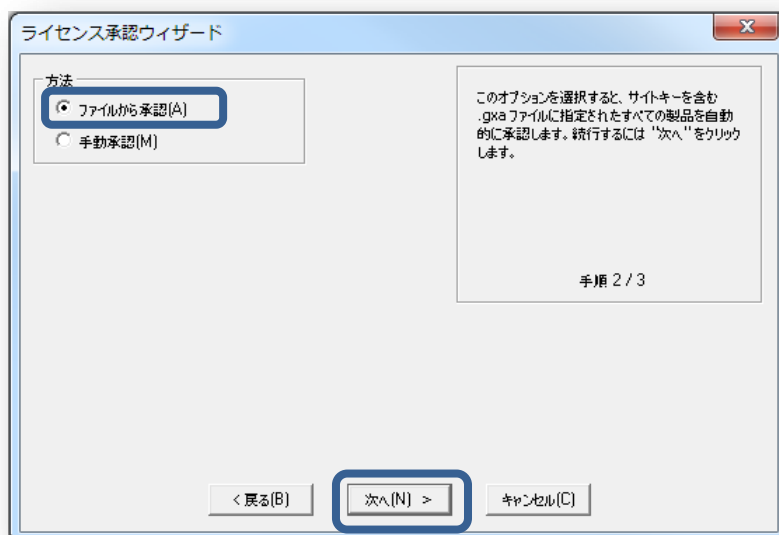 ライセンス承認ウィザード
方法
ファイルから承認(A)
手動承認(M)
このオプションを選択すると、サイトキーを含む
.gxa ファイルに指定されたすべての製品を自動
的に承認します。続行するには "次へ" をクリック
します。
手順 2 / 3
< 戻る(B)
次へ(N) >
キャンセル(C)